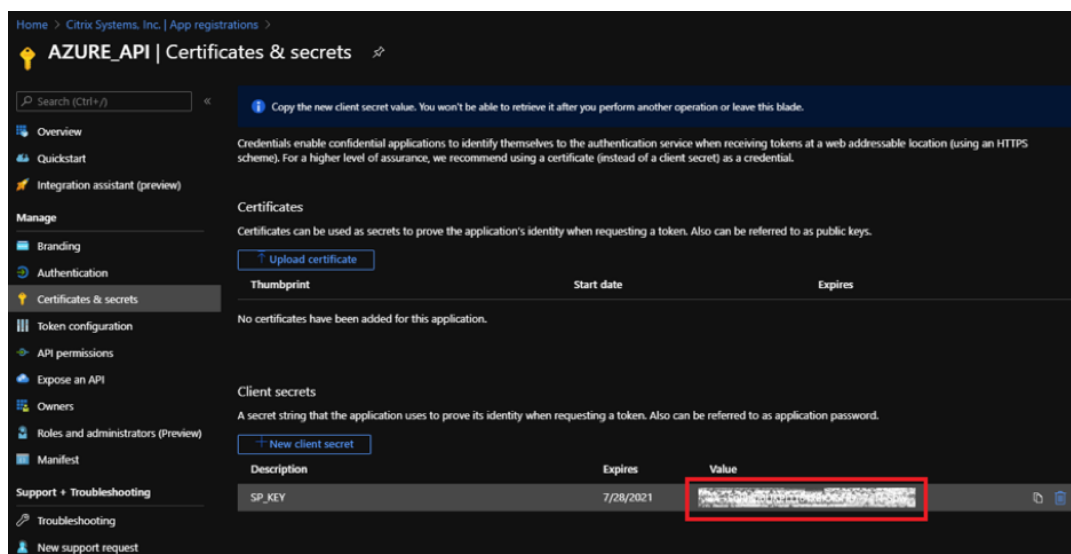 Home > Citrix Systems, Inc. | App registrations >
AZURE_API | Certificates & secrets
Search (Ctrl+/)
«
Overview
Quickstart
Integration assistant (preview)
Manage
Branding
Authentication
Certificates & secrets
Token configuration
API permissions
Expose an API
Owners
Roles and administrators (Preview)
Manifest
Support + Troubleshooting
Troubleshooting
New support request
Copy the new client secret value. You won't be able to retrieve it after you perform another operation or leave this blade.
Credentials enable confidential applications to identify themselves to the authentication service when receiving tokens at a web addressable location (using an HTTPS
scheme). For a higher level of assurance, we recommend using a certificate (instead of a client secret) as a credential.
Certificates
Certificates can be used as secrets to prove the application's identity when requesting a token. Also can be referred to as public keys.
Upload certificate
Thumbprint Start date Expires
No certificates have been added for this application.
Client secrets
A secret string that the application uses to prove its identity when requesting a token. Also can be referred to as application password.
New client secret
Description Expires Value
SP_KEY 7/28/2021